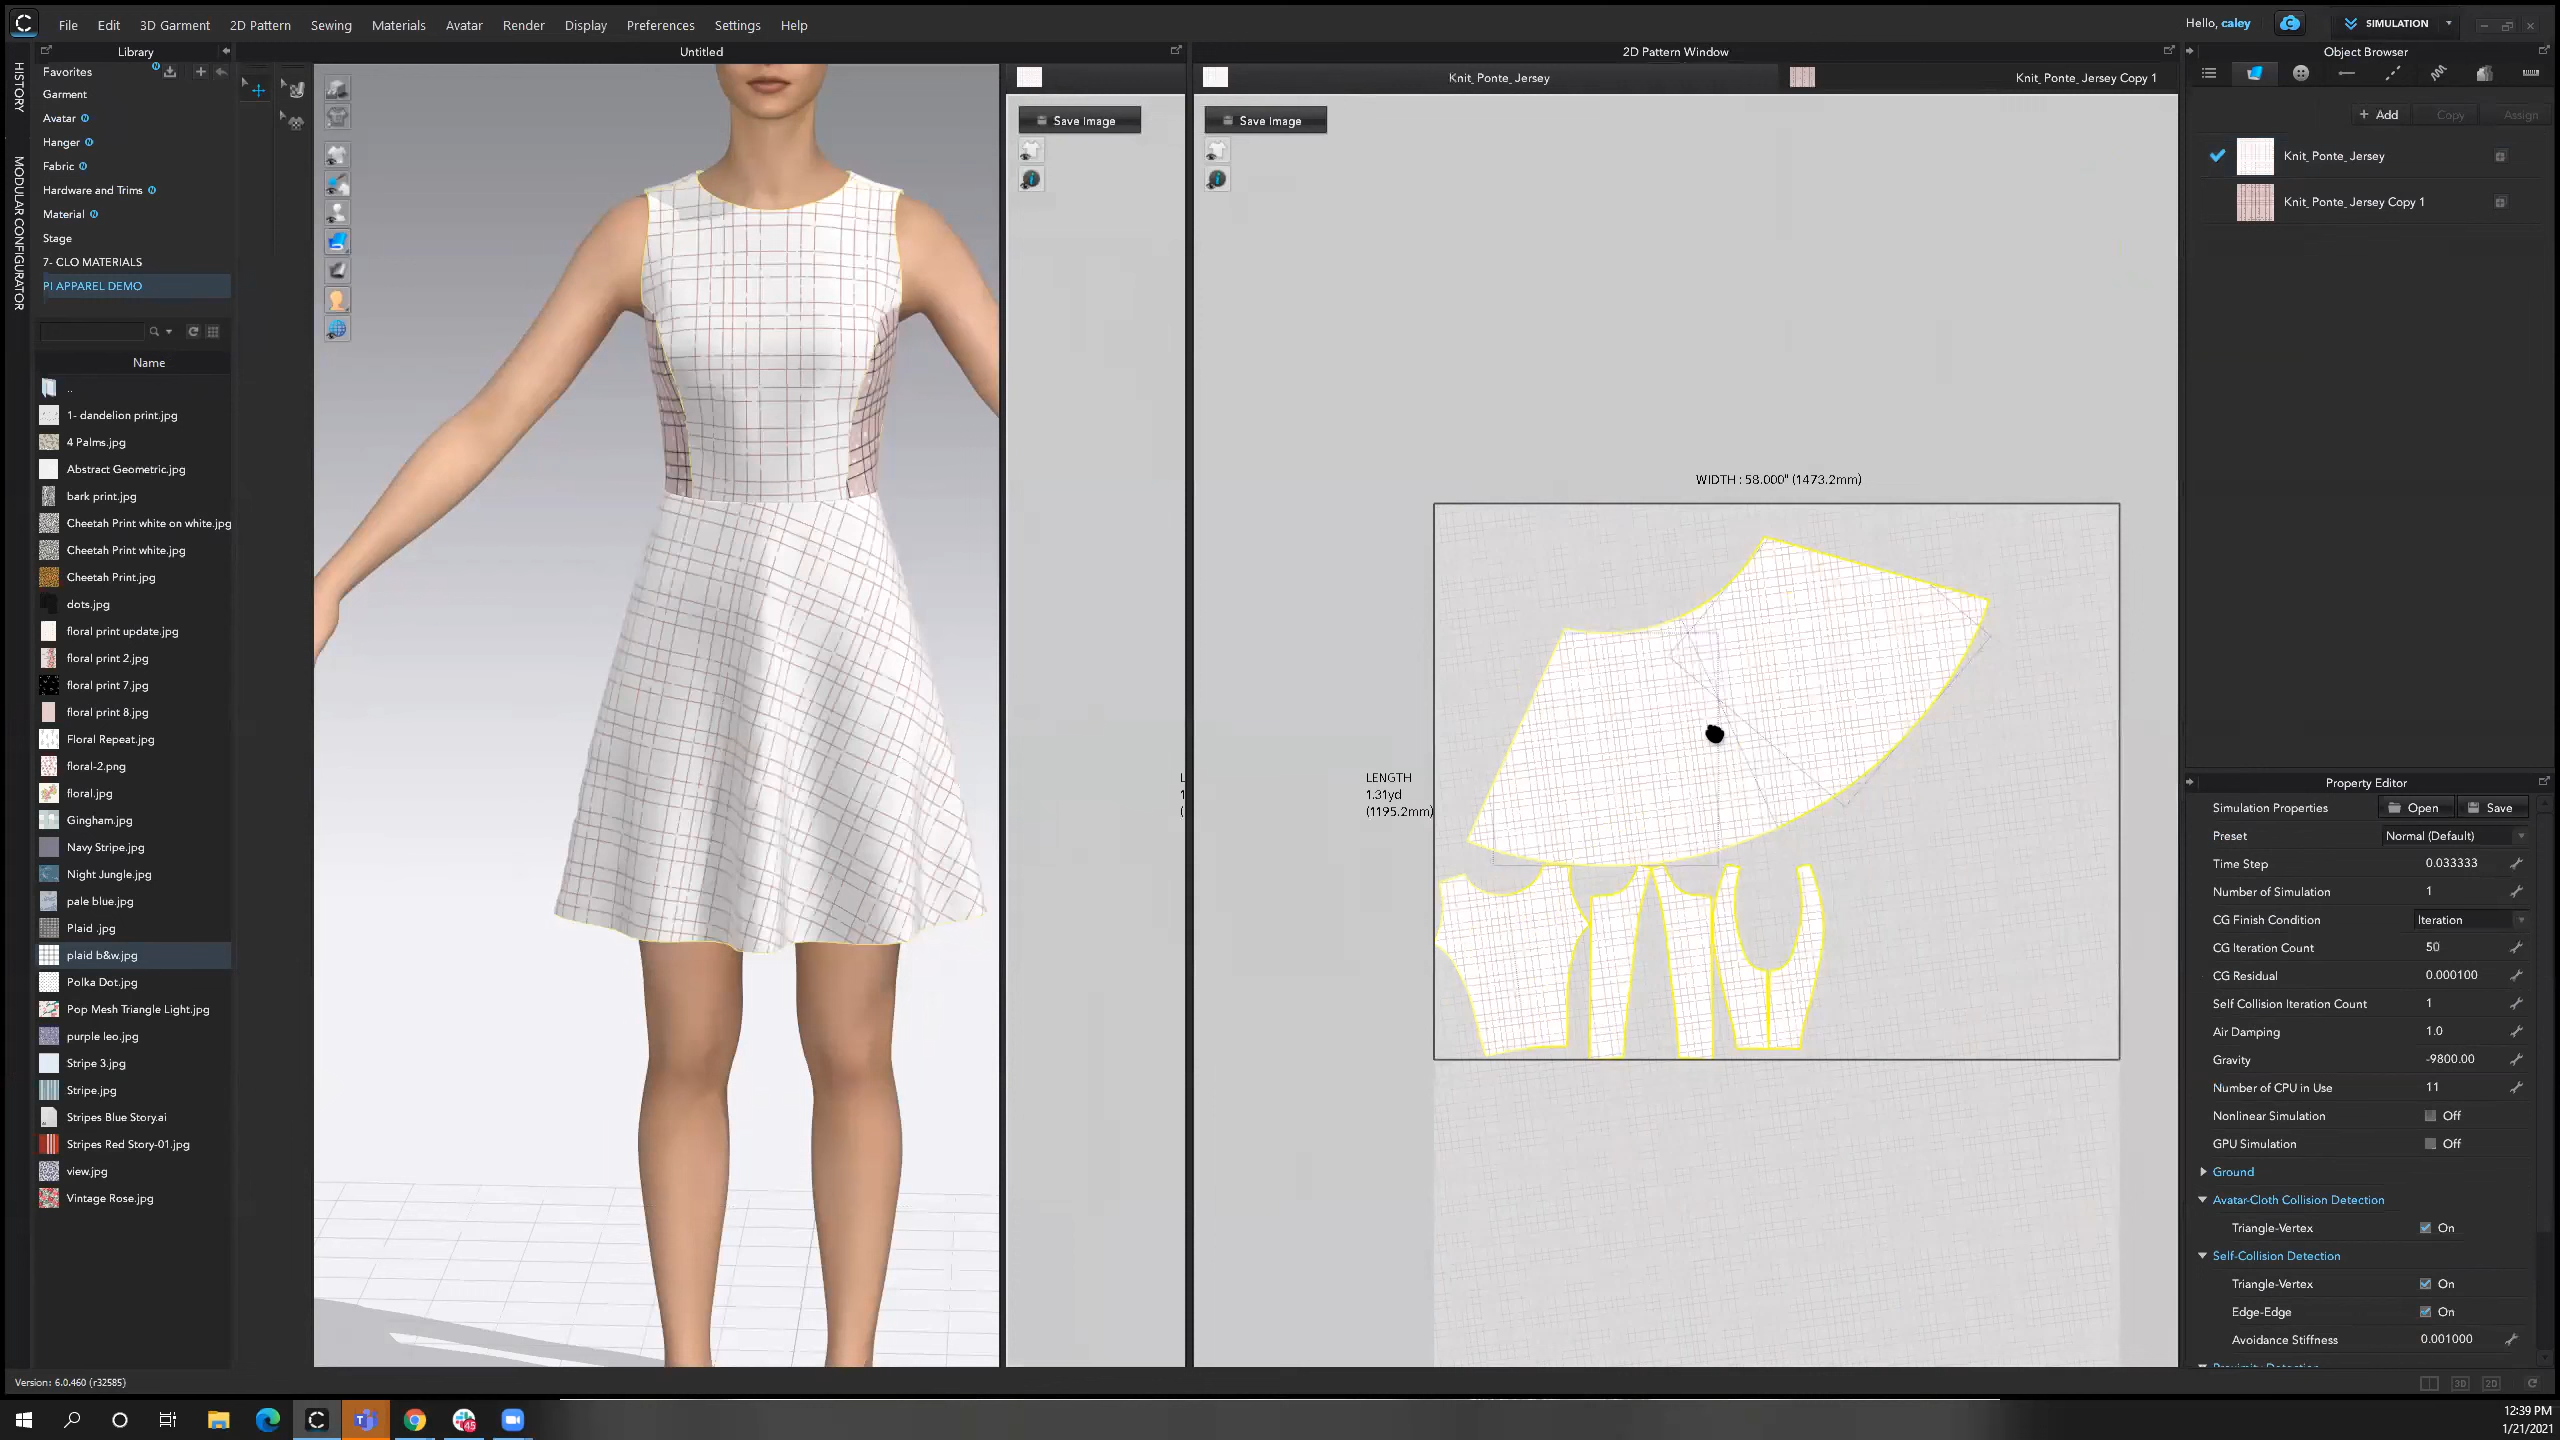 File Edit 3D Garment 2D Pattern Sewing Materials Avatar Render Display Preferences Settings Help
Hello, caley
SIMULATION
HISTORY
MODULAR CONFIGURATOR
Library
Favorites
Garment
Avatar
Hanger
Fabric
Hardware and Trims
Material
Stage
7- CLO MATERIALS
PI APPAREL DEMO
Name
..
1- dandelion print.jpg
4 Palms.jpg
Abstract Geometric.jpg
bark print.jpg
Cheetah Print white on white.jpg
Cheetah Print white.jpg
Cheetah Print.jpg
dots.jpg
floral print update.jpg
floral print 2.jpg
floral print 7.jpg
floral print 8.jpg
Floral Repeat.jpg
floral-2.png
floral.jpg
Gingham.jpg
Navy Stripe.jpg
Night Jungle.jpg
pale blue.jpg
Plaid .jpg
plaid b&w.jpg
Polka Dot.jpg
Pop Mesh Triangle Light.jpg
purple leo.jpg
Stripe 3.jpg
Stripe.jpg
Stripes Blue Story.ai
Stripes Red Story-01.jpg
view.jpg
Vintage Rose.jpg
Untitled
Save Image
L
1
(
2D Pattern Window
Knit_Ponte_Jersey
Knit_Ponte_Jersey Copy 1
Save Image
WIDTH : 58.000" (1473.2mm)
LENGTH
1.31yd
(1195.2mm)
Object Browser
+ Add Copy Assign
Knit_Ponte_Jersey
Knit_Ponte_Jersey Copy 1
Property Editor
Simulation Properties Open Save
Preset Normal (Default)
Time Step 0.033333
Number of Simulation 1
CG Finish Condition Iteration
CG Iteration Count 50
CG Residual 0.000100
Self Collision Iteration Count 1
Air Damping 1.0
Gravity -9800.00
Number of CPU in Use 11
Nonlinear Simulation Off
GPU Simulation Off
Ground
Avatar-Cloth Collision Detection
Triangle-Vertex On
Self-Collision Detection
Triangle-Vertex On
Edge-Edge On
Avoidance Stiffness 0.001000
Version: 6.0.460 (r32585)
3D 2D
45
12:39 PM
1/21/2021